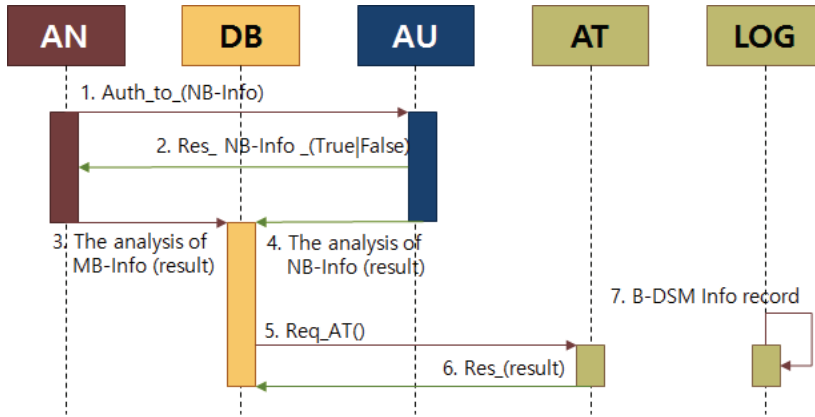 AN
DB
AU
AT
LOG
1. Auth_to_(NB-Info)
2. Res_ NB-Info _(True|False)
3. The analysis of
MB-Info (result)
4. The analysis of
NB-Info (result)
7. B-DSM Info record
5. Req_AT()
6. Res_(result)